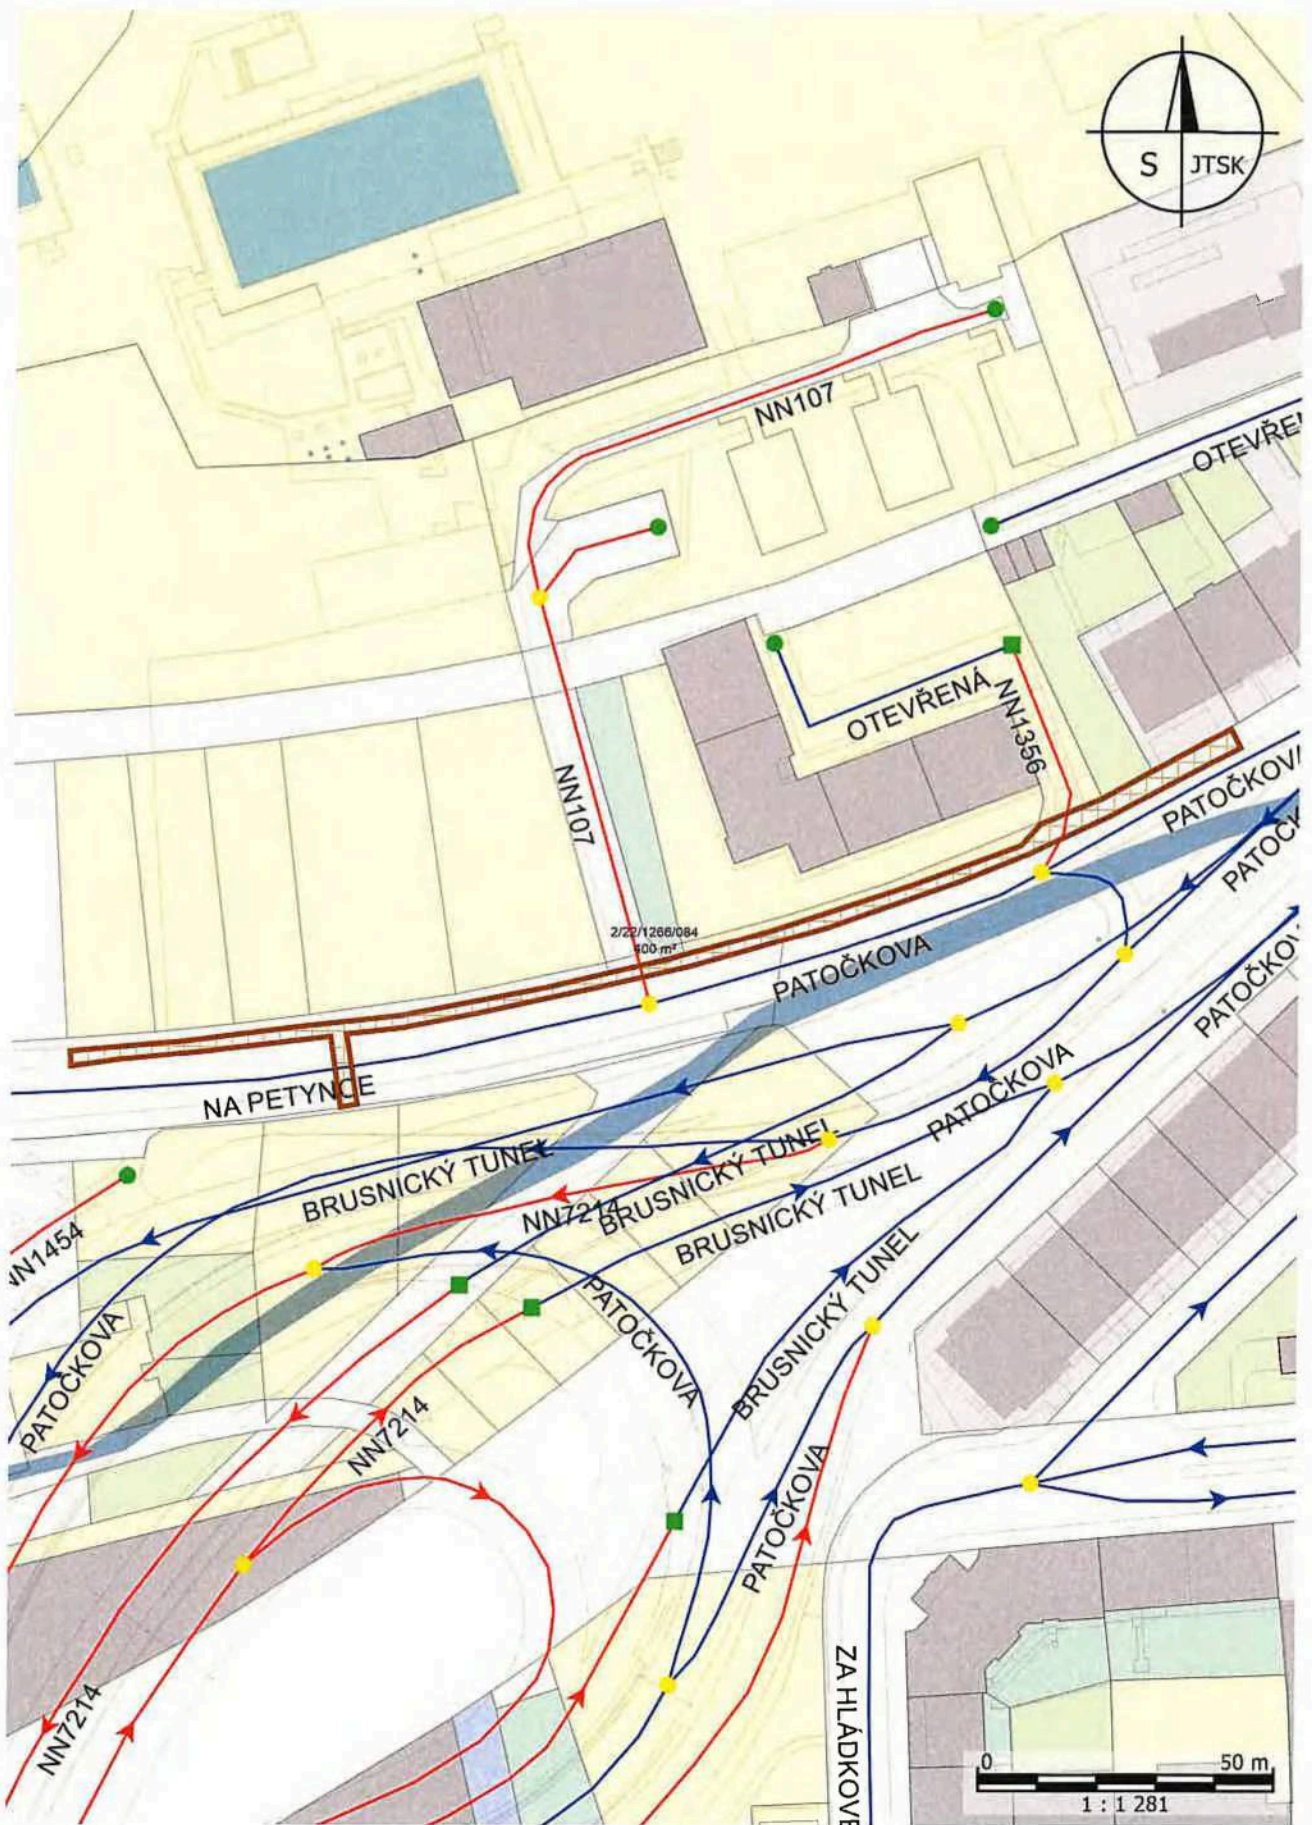 S
JTSK
NN107
OTEVŘE
OTEVŘENÁ
NN1356
NN107
PATOČKOVA
PATOČK
2/22/1266/084
400 m²
PATOČKOVA
PATOČKOV
NA PETYNCE
PATOČKOVA
BRUSNICKÝ TUNEL
BRUSNICKÝ TUNEL
NN7214
BRUSNICKÝ TUNEL
NN1454
PATOČKOVA
PATOČKOVA
BRUSNICKÝ TUNEL
NN7214
PATOČKOVA
ZA HLÁDKOVE
NN7214
0
50 m
1 : 1 281